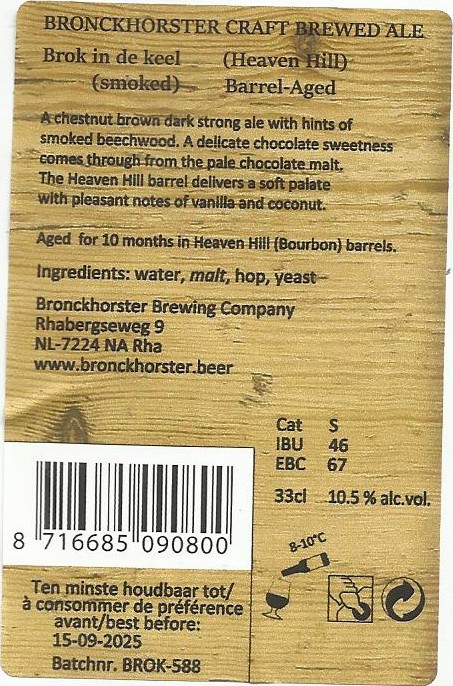 BRONCKHORSTER CRAFT BREWED ALE
Brok in de keel (Heaven Hill)
(smoked) Barrel-Aged
A chestnut brown dark strong ale with hints of
smoked beechwood. A delicate chocolate sweetness
comes through from the pale chocolate malt.
The Heaven Hill barrel delivers a soft palate
with pleasant notes of vanilla and coconut.
Aged for 10 months in Heaven Hill (Bourbon) barrels.
Ingredients: water, malt, hop, yeast
Bronckhorster Brewing Company
Rhabergseweg 9
NL-7224 NA Rha
www.bronckhorster.beer
Cat S
IBU 46
EBC 67
33cl 10.5 % alc.vol.
8 716685 090800
8-10°C
Ten minste houdbaar tot/
à consommer de préférence
avant/best before:
15-09-2025
Batchnr. BROK-588